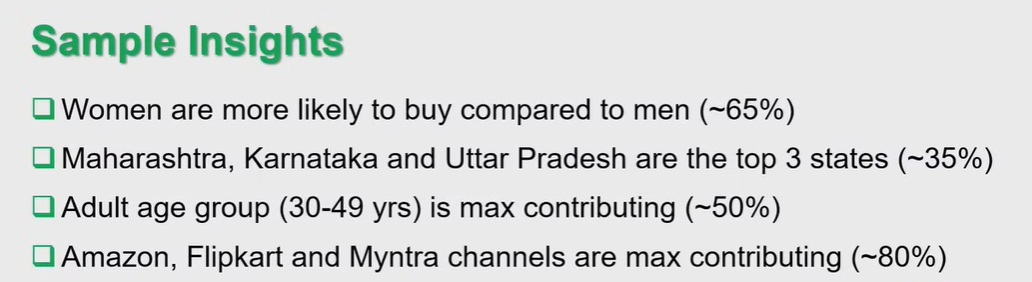 Sample Insights
❑ Women are more likely to buy compared to men (~65%)
❑ Maharashtra, Karnataka and Uttar Pradesh are the top 3 states (~35%)
❑ Adult age group (30-49 yrs) is max contributing (~50%)
❑ Amazon, Flipkart and Myntra channels are max contributing (~80%)